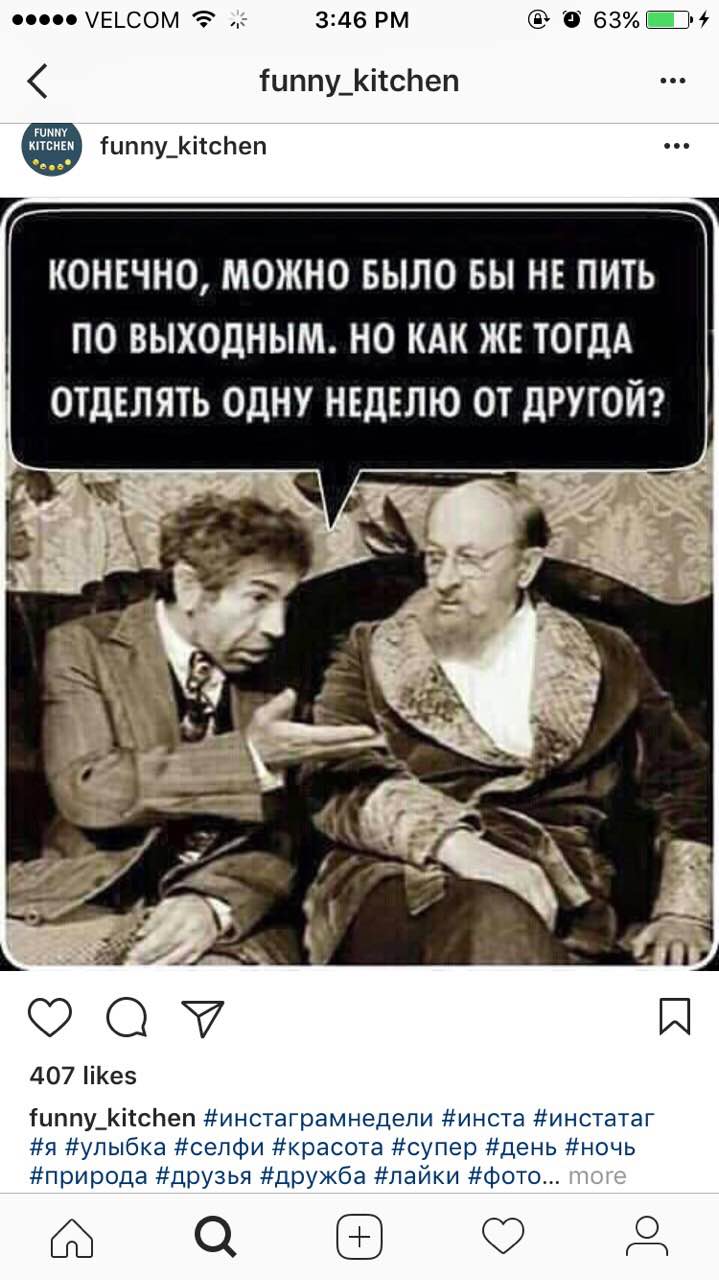 VELCOM 3:46 PM 63%
funny_kitchen
FUNNY
KITCHEN
funny_kitchen
КОНЕЧНО, МОЖНО БЫЛО БЫ НЕ ПИТЬ
ПО ВЫХОДНЫМ. НО КАК ЖЕ ТОГДА
ОТДЕЛЯТЬ ОДНУ НЕДЕЛЮ ОТ ДРУГОЙ?
407 likes
funny_kitchen #инстаграмнедели #инста #инстатаг
#я #улыбка #селфи #красота #супер #день #ночь
#природа #друзья #дружба #лайки #фото... more